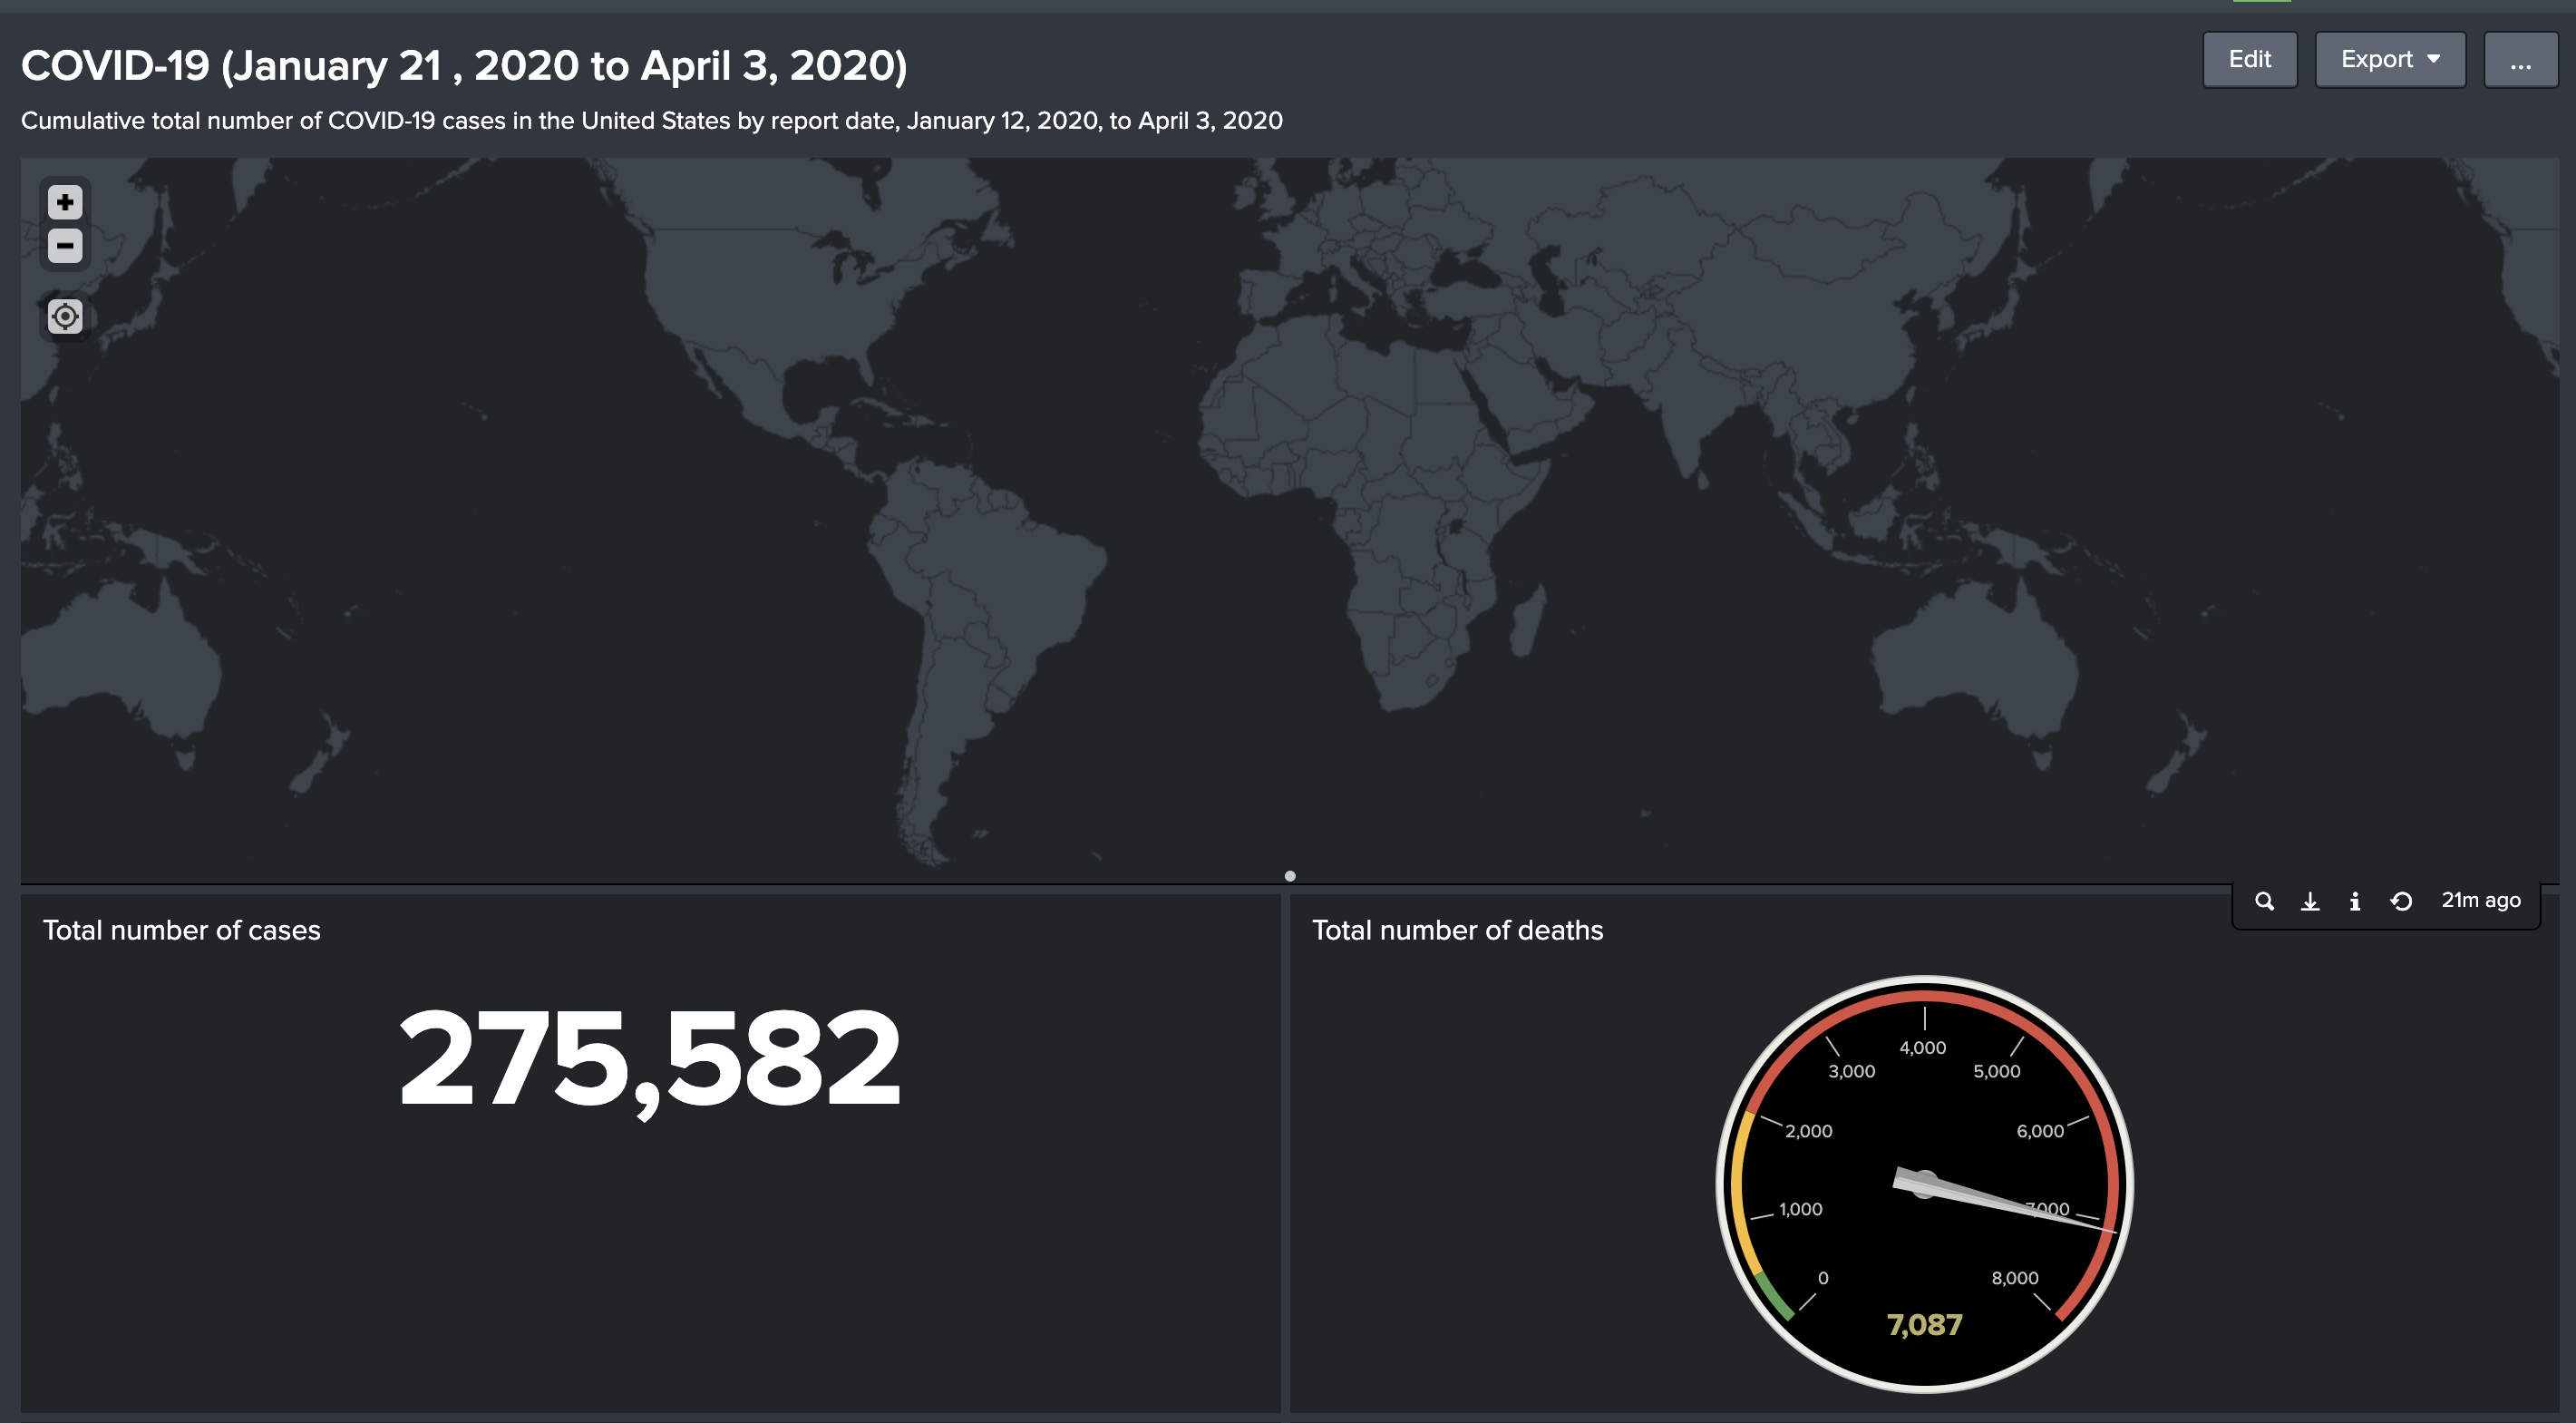 COVID-19 (January 21 , 2020 to April 3, 2020)
Edit
Export
...
Cumulative total number of COVID-19 cases in the United States by report date, January 12, 2020, to April 3, 2020
21m ago
Total number of cases
275,582
Total number of deaths
4,000
3,000
5,000
2,000
6,000
1,000
7,000
0
8,000
7,087